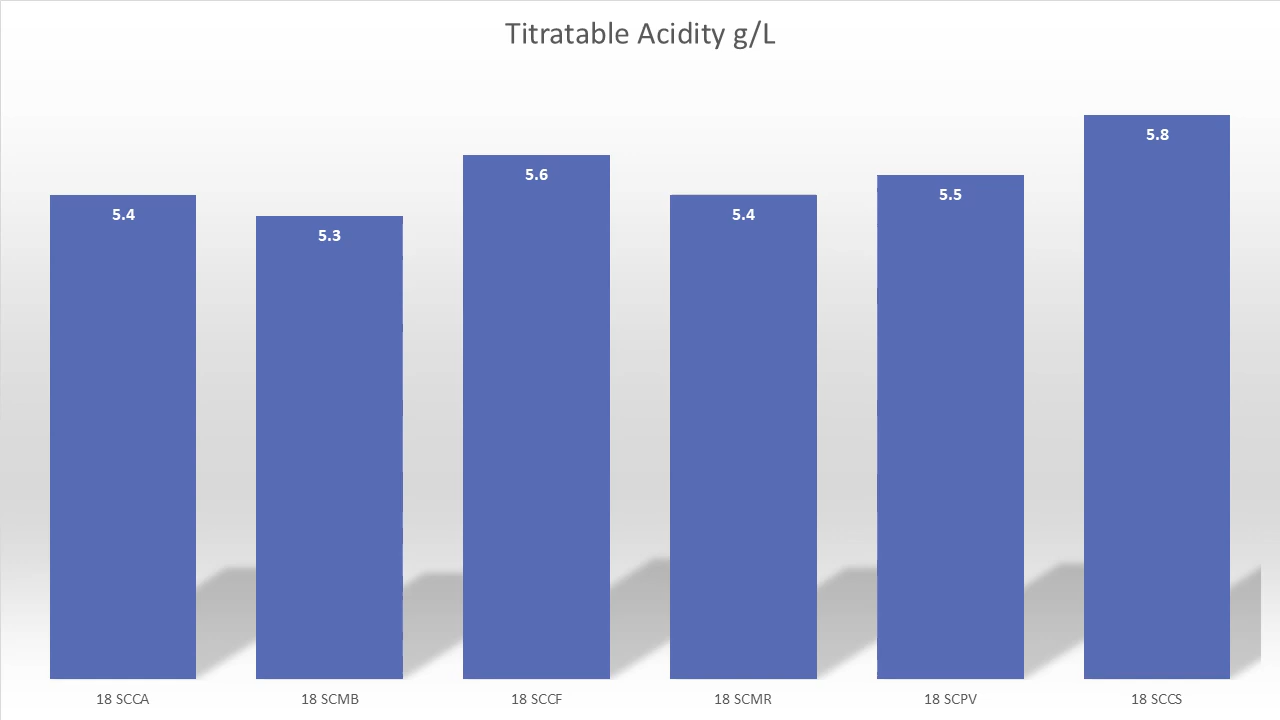 Titratable Acidity g/L
5.4
5.3
5.6
5.4
5.5
5.8
18 SCCA
18 SCMB
18 SCCF
18 SCMR
18 SCPV
18 SCCS